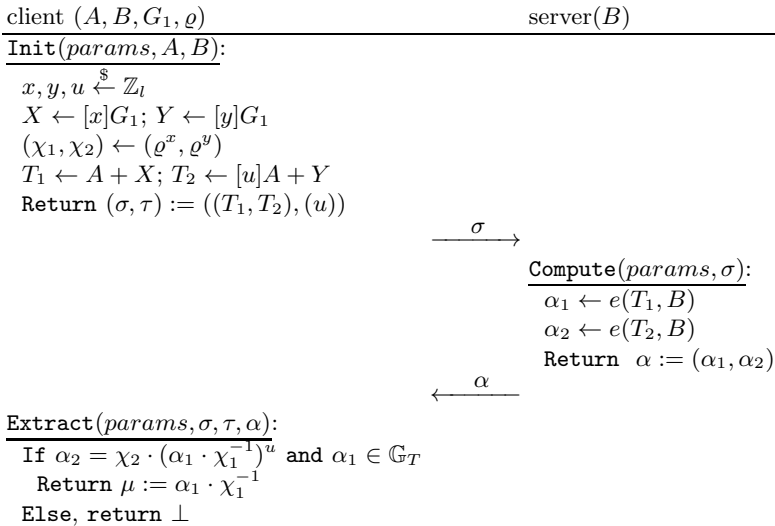 client (A, B, G₁, ϱ) server(B)
Init(params, A, B):
x, y, u ←$ ℤ_l
X ← [x]G₁; Y ← [y]G₁
(χ₁, χ₂) ← (ϱ^x, ϱ^y)
T₁ ← A + X; T₂ ← [u]A + Y
Return (σ, τ) := ((T₁, T₂), (u))
σ
Compute(params, σ):
α₁ ← e(T₁, B)
α₂ ← e(T₂, B)
Return α := (α₁, α₂)
α
Extract(params, σ, τ, α):
If α₂ = χ₂ · (α₁ · χ₁⁻¹)^u and α₁ ∈ 𝔾_T
Return μ := α₁ · χ₁⁻¹
Else, return ⊥